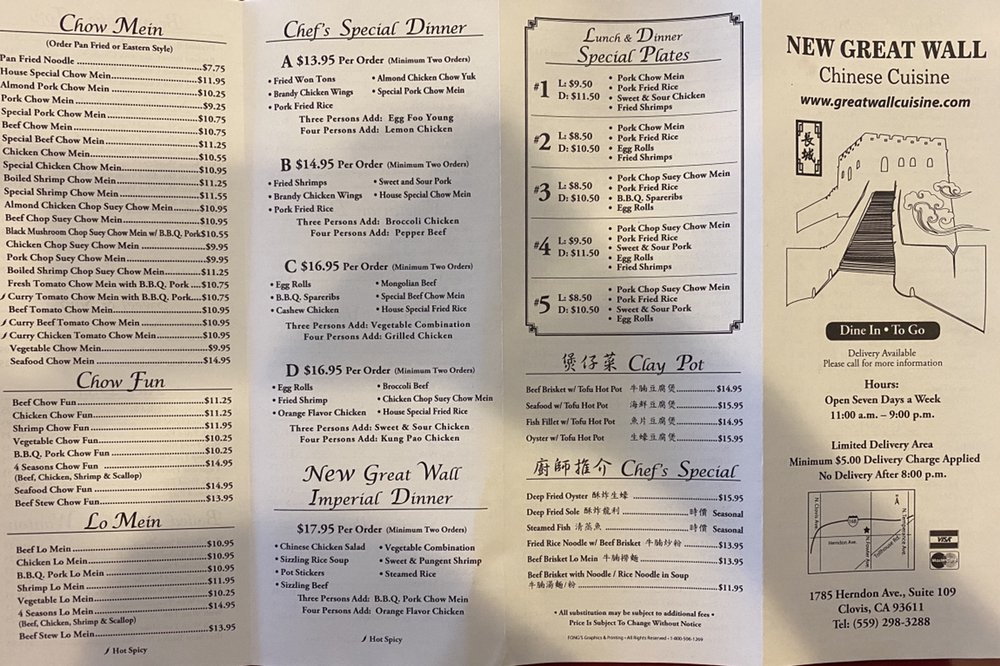 Chow Mein
(Order Pan Fried or Eastern Style)
Pan Fried Noodle $7.75
House Special Chow Mein $11.95
Almond Pork Chow Mein $10.25
Pork Chow Mein $9.25
Special Pork Chow Mein $10.75
Beef Chow Mein $10.75
Special Beef Chow Mein $11.25
Chicken Chow Mein $10.55
Special Chicken Chow Mein $10.95
Boiled Shrimp Chow Mein $11.25
Special Shrimp Chow Mein $11.55
Almond Chicken Chop Suey Chow Mein $10.95
Beef Chop Suey Chow Mein $10.95
Black Mushroom Chop Suey Chow Mein w/ B.B.Q. Pork $10.55
Chicken Chop Suey Chow Mein $9.95
Pork Chop Suey Chow Mein $9.95
Boiled Shrimp Chop Suey Chow Mein $11.25
Fresh Tomato Chow Mein with B.B.Q. Pork $10.75
Curry Tomato Chow Mein with B.B.Q. Pork $10.75
Beef Tomato Chow Mein $10.95
Curry Beef Tomato Chow Mein $10.95
Curry Chicken Tomato Chow Mein $10.95
Vegetable Chow Mein $9.95
Seafood Chow Mein $14.95
Chow Fun
Beef Chow Fun $11.25
Chicken Chow Fun $11.25
Shrimp Chow Fun $11.95
Vegetable Chow Fun $10.25
B.B.Q. Pork Chow Fun $10.25
4 Seasons Chow Fun $14.95
(Beef, Chicken, Shrimp & Scallop)
Seafood Chow Fun $14.95
Beef Stew Chow Fun $13.95
Lo Mein
Beef Lo Mein $10.95
Chicken Lo Mein $10.95
B.B.Q. Pork Lo Mein $10.95
Shrimp Lo Mein $11.95
Vegetable Lo Mein $10.25
4 Seasons Lo Mein $14.95
(Beef, Chicken, Shrimp & Scallop)
Beef Stew Lo Mein $13.95
Hot Spicy
Chef's Special Dinner
A $13.95 Per Order (Minimum Two Orders)
• Fried Won Tons • Almond Chicken Chow Yuk
• Brandy Chicken Wings • Special Pork Chow Mein
• Pork Fried Rice
Three Persons Add: Egg Foo Young
Four Persons Add: Lemon Chicken
B $14.95 Per Order (Minimum Two Orders)
• Fried Shrimps • Sweet and Sour Pork
• Brandy Chicken Wings • House Special Chow Mein
• Pork Fried Rice
Three Persons Add: Broccoli Chicken
Four Persons Add: Pepper Beef
C $16.95 Per Order (Minimum Two Orders)
• Egg Rolls • Mongolian Beef
• B.B.Q. Spareribs • Special Beef Chow Mein
• Cashew Chicken • House Special Fried Rice
Three Persons Add: Vegetable Combination
Four Persons Add: Grilled Chicken
D $16.95 Per Order (Minimum Two Orders)
• Egg Rolls • Broccoli Beef
• Fried Shrimp • Chicken Chop Suey Chow Mein
• Orange Flavor Chicken • House Special Fried Rice
Three Persons Add: Sweet & Sour Chicken
Four Persons Add: Kung Pao Chicken
New Great Wall
Imperial Dinner
$17.95 Per Order (Minimum Two Orders)
• Chinese Chicken Salad • Vegetable Combination
• Sizzling Rice Soup • Sweet & Pungent Shrimp
• Pot Stickers • Steamed Rice
• Sizzling Beef
Three Persons Add: B.B.Q. Pork Chow Mein
Four Persons Add: Orange Flavor Chicken
Hot Spicy
Lunch & Dinner
Special Plates
#1 L: $9.50 D: $11.50
• Pork Chow Mein
• Pork Fried Rice
• Sweet & Sour Chicken
• Fried Shrimps
#2 L: $8.50 D: $10.50
• Pork Chow Mein
• Pork Fried Rice
• Egg Rolls
• Fried Shrimps
#3 L: $8.50 D: $10.50
• Pork Chop Suey Chow Mein
• Pork Fried Rice
• B.B.Q. Spareribs
• Egg Rolls
#4 L: $9.50 D: $11.50
• Pork Chop Suey Chow Mein
• Pork Fried Rice
• Sweet & Sour Pork
• Egg Rolls
• Fried Shrimps
#5 L: $8.50 D: $10.50
• Pork Chop Suey Chow Mein
• Pork Fried Rice
• Sweet & Sour Pork
• Egg Rolls
煲仔菜 Clay Pot
Beef Brisket w/ Tofu Hot Pot 牛腩豆腐煲 $14.95
Seafood w/ Tofu Hot Pot 海鮮豆腐煲 $15.95
Fish Fillet w/ Tofu Hot Pot 魚片豆腐煲 $14.95
Oyster w/ Tofu Hot Pot 生蠔豆腐煲 $15.95
廚師推介 Chef's Special
Deep Fried Oyster 酥炸生蠔 $15.95
Deep Fried Sole 酥炸龍利 時價 Seasonal
Steamed Fish 清蒸魚 時價 Seasonal
Fried Rice Noodle w/ Beef Brisket 牛腩炒粉 $13.95
Beef Brisket Lo Mein 牛腩撈麵 $13.95
Beef Brisket with Noodle / Rice Noodle in Soup
牛腩湯麵/粉 $11.95
• All substitution may be subject to additional fees •
Price Is Subject To Change Without Notice
FONG'S Graphics & Printing • All Rights Reserved • 1-800-506-1269
NEW GREAT WALL
Chinese Cuisine
www.greatwallcuisine.com
長城
Dine In • To Go
Delivery Available
Please call for more information
Hours:
Open Seven Days a Week
11:00 a.m. – 9:00 p.m.
Limited Delivery Area
Minimum $5.00 Delivery Charge Applied
No Delivery After 8:00 p.m.
N. Clovis Ave.
168
Herndon Ave.
N. Fowler Ave.
Tollhouse Rd.
N. Temperance Ave.
VISA
MasterCard
1785 Herndon Ave., Suite 109
Clovis, CA 93611
Tel: (559) 298-3288